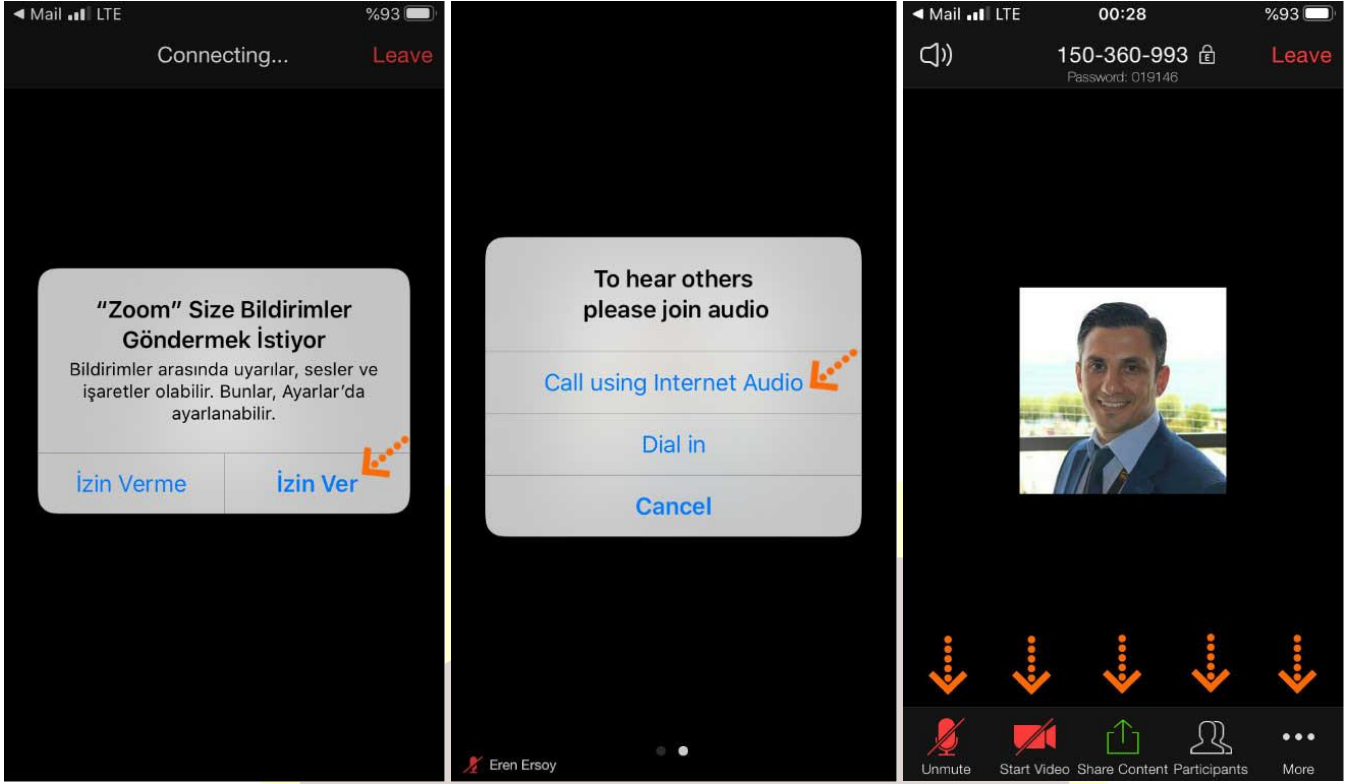 ◄ Mail LTE %93
Connecting... Leave
“Zoom” Size Bildirimler
Göndermek İstiyor
Bildirimler arasında uyarılar, sesler ve
işaretler olabilir. Bunlar, Ayarlar’da
ayarlanabilir.
İzin Verme İzin Ver
To hear others
please join audio
Call using Internet Audio
Dial in
Cancel
Eren Ersoy
◄ Mail LTE 00:28 %93
150-360-993 E Leave
Password: 019146
Unmute Start Video Share Content Participants More